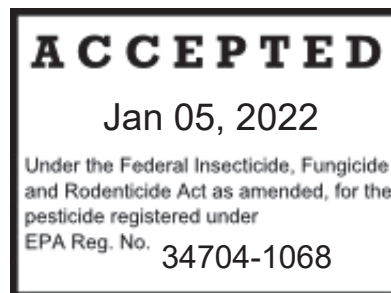 ACCEPTED
Jan 05, 2022
Under the Federal Insecticide, Fungicide
and Rodenticide Act as amended, for the
pesticide registered under
EPA Reg. No. 34704-1068